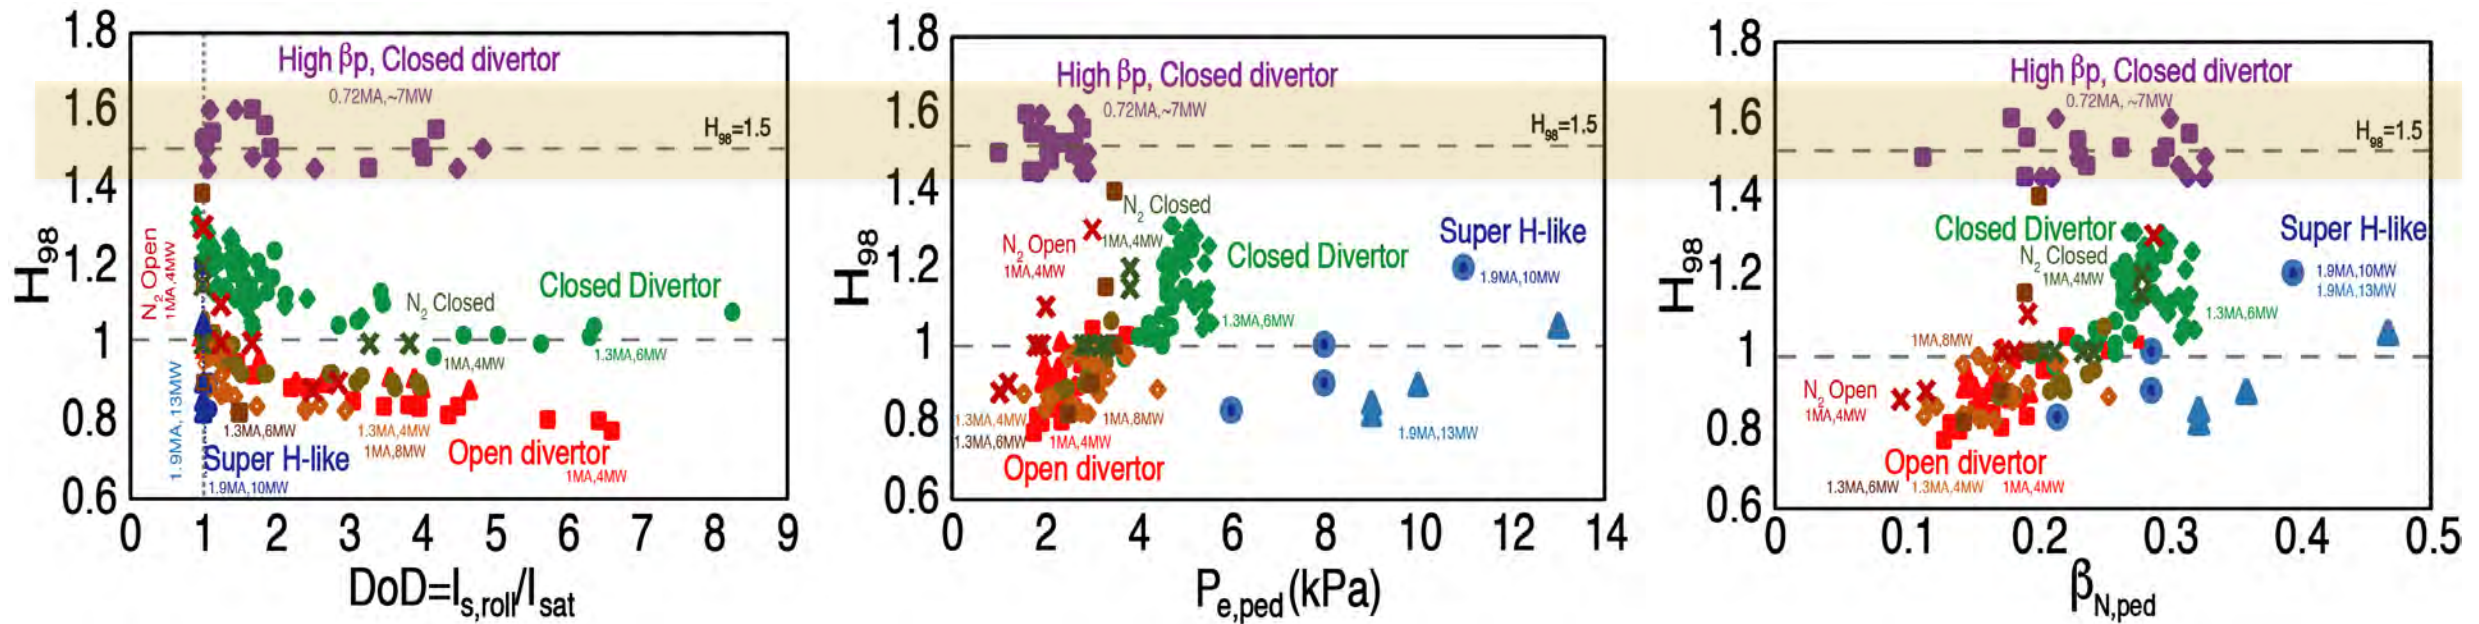 1.8
High βp, Closed divertor
0.72MA,~7MW
1.6
H98=1.5
1.4
N2 Open
1MA,4MW
H98
1.2
Closed Divertor
N2 Closed
1
1MA,4MW
1.3MA,6MW
1.9MA,13MW
0.8
1.3MA,6MW
1.3MA,4MW
1MA,8MW
Super H-like
Open divertor
1MA,4MW
1.9MA,10MW
0.6
0 1 2 3 4 5 6 7 8 9
DoD=Is,roll/Isat
1.8
High βp, Closed divertor
0.72MA,~7MW
1.6
H98=1.5
1.4
N2 Closed
N2 Open
1MA,4MW
1MA,4MW
Super H-like
Closed Divertor
H98
1.2
1.9MA,10MW
1.3MA,6MW
1
0.8
1.3MA,4MW
1MA,8MW
1.3MA,6MW
1MA,4MW
1.9MA,13MW
Open divertor
0.6
0 2 4 6 8 10 12 14
Pe,ped(kPa)
1.8
High βp, Closed divertor
0.72MA, ~7MW
1.6
H98=1.5
1.4
Closed Divertor
Super H-like
N2 Closed
1MA,4MW
H98
1.2
1.9MA,10MW
1.9MA,13MW
1.3MA,6MW
1MA,8MW
1
N2 Open
1MA,4MW
0.8
Open divertor
1.3MA,6MW
1.3MA,4MW
1MA,4MW
0.6
0 0.1 0.2 0.3 0.4 0.5
βN,ped